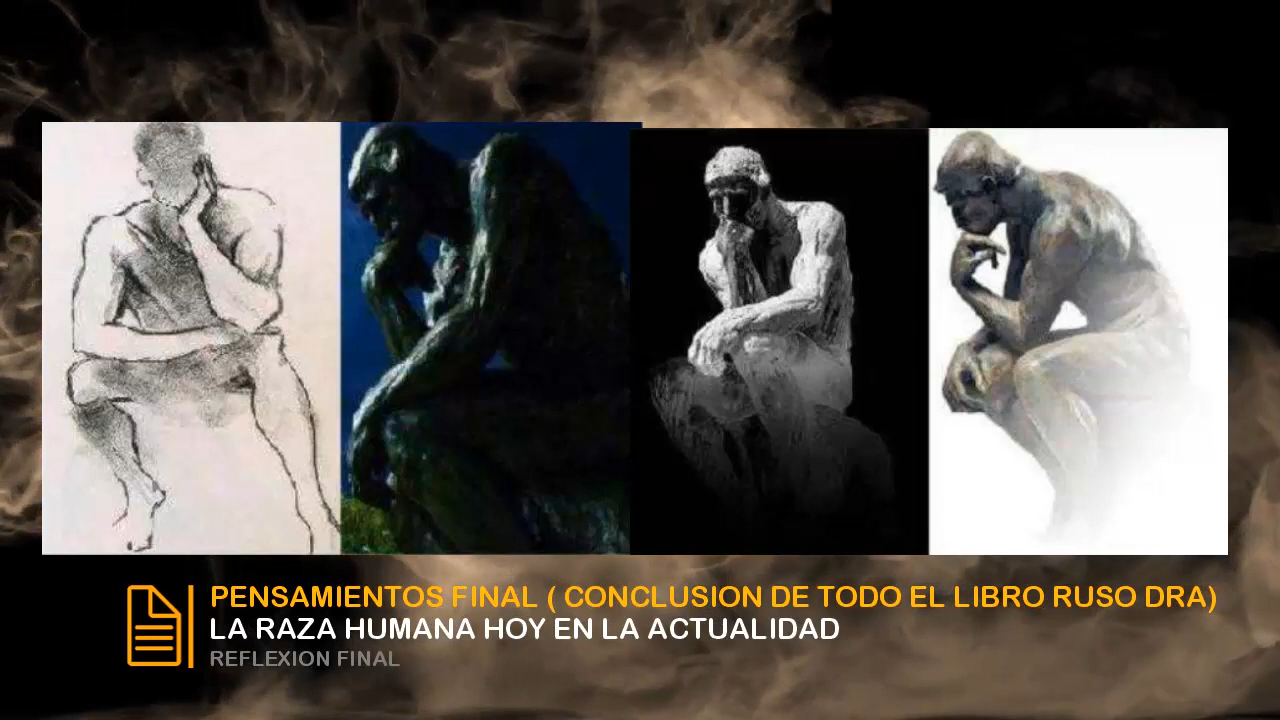 PENSAMIENTOS FINAL ( CONCLUSION DE TODO EL LIBRO RUSO DRA)
LA RAZA HUMANA HOY EN LA ACTUALIDAD
REFLEXION FINAL